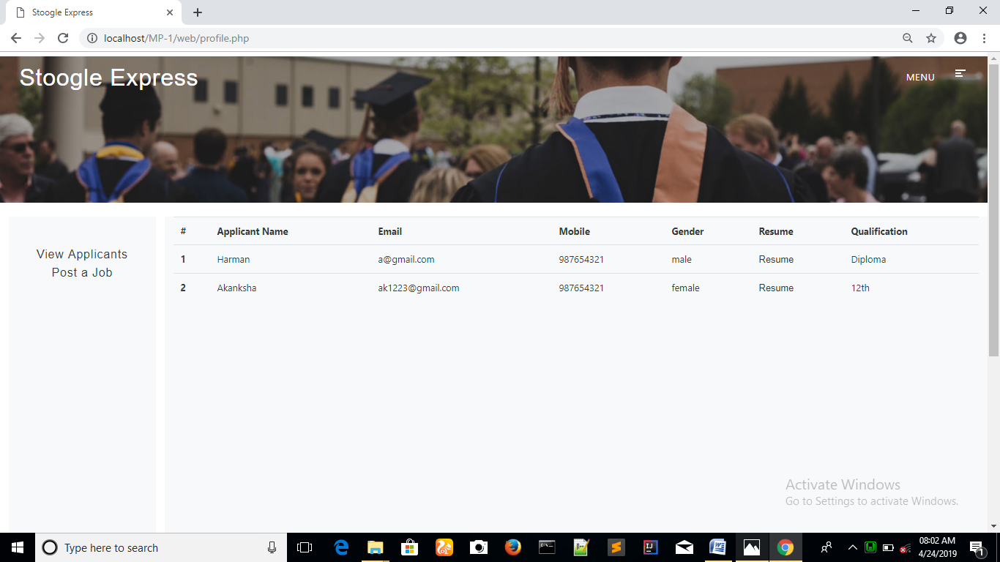 Stoogle Express
localhost/MP-1/web/profile.php
Stoogle Express
MENU
View Applicants
Post a Job
# Applicant Name Email Mobile Gender Resume Qualification
1 Harman a@gmail.com 987654321 male Resume Diploma
2 Akanksha ak1223@gmail.com 987654321 female Resume 12th
Activate Windows
Go to Settings to activate Windows.
Type here to search
08:02 AM
4/24/2019
1